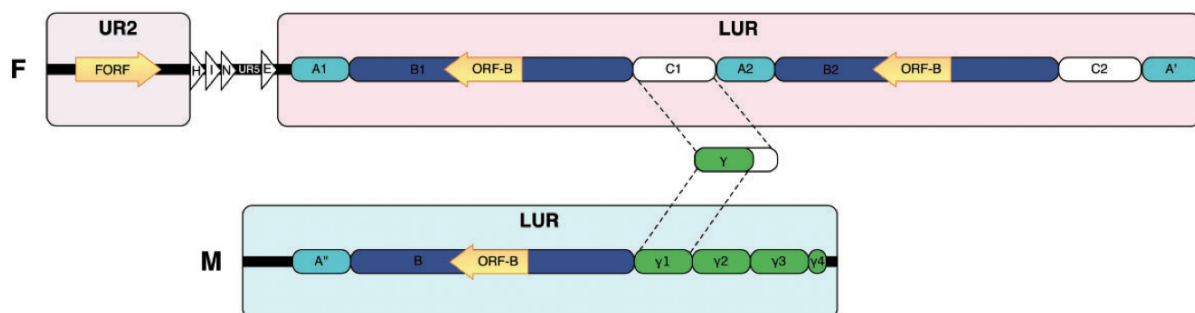 UR2 LUR
F FORF H I N UR5 E A1 B1 ORF-B C1 A2 B2 ORF-B C2 A'
γ
LUR
M A" B ORF-B γ1 γ2 γ3 γ4